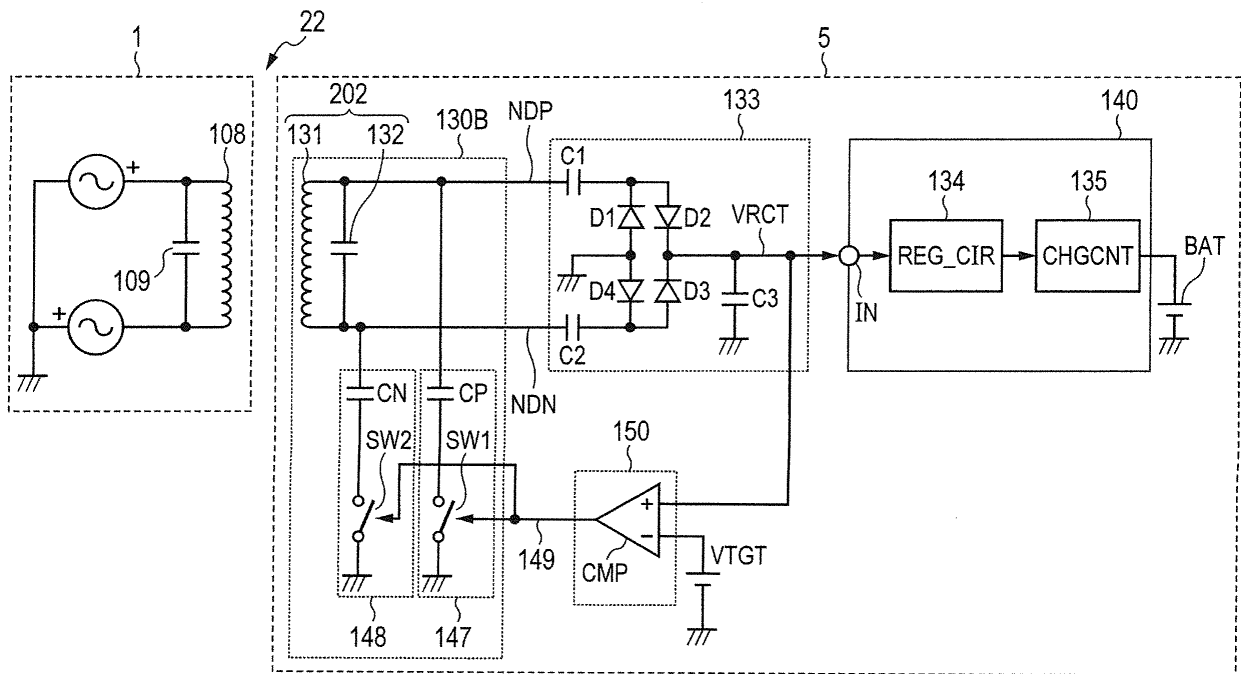 1
22
5
202
130B
NDP
133
140
108
131
132
C1
134
135
+
D1
D2
VRCT
REG_CIR
CHGCNT
BAT
109
D4
D3
C3
IN
+
C2
NDN
CN
CP
SW2
SW1
150
+
−
149
CMP
VTGT
148
147